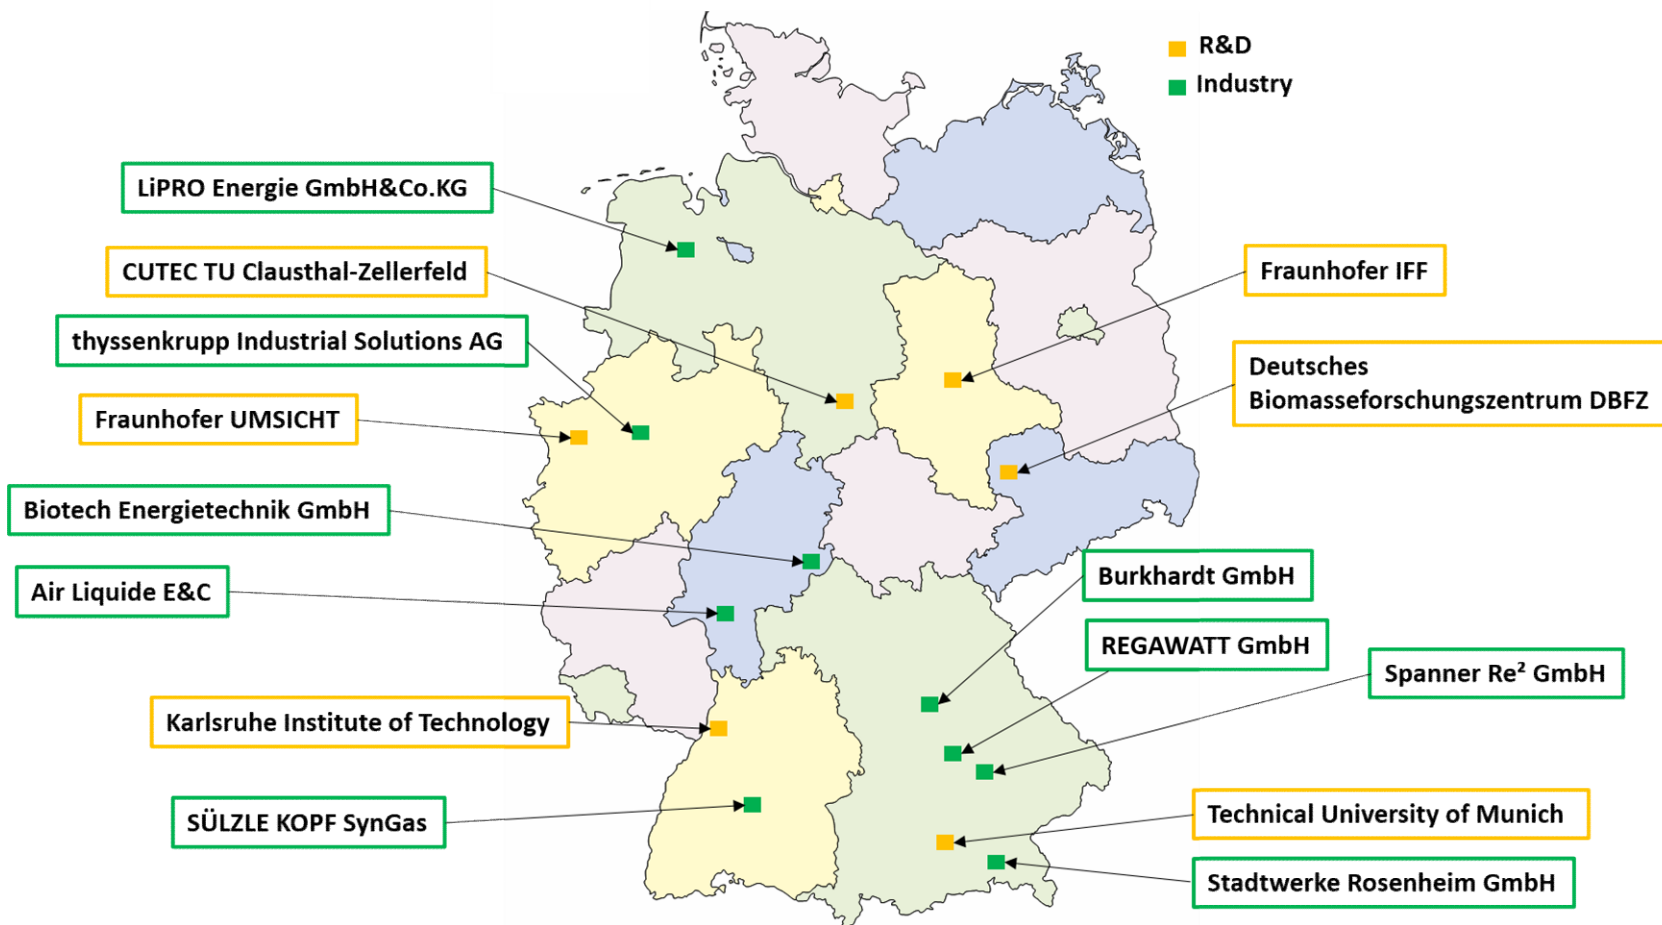 R&D
Industry
LiPRO Energie GmbH&Co.KG
CUTEC TU Clausthal-Zellerfeld
thyssenkrupp Industrial Solutions AG
Fraunhofer UMSICHT
Biotech Energietechnik GmbH
Air Liquide E&C
Karlsruhe Institute of Technology
SÜLZLE KOPF SynGas
Fraunhofer IFF
Deutsches
Biomasseforschungszentrum DBFZ
Burkhardt GmbH
REGAWATT GmbH
Spanner Re² GmbH
Technical University of Munich
Stadtwerke Rosenheim GmbH